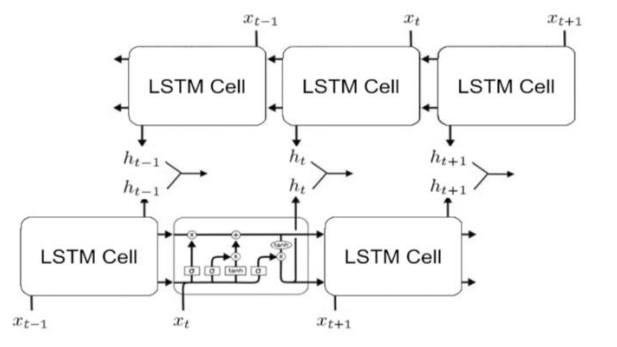 x_{t-1} x_t x_{t+1}
LSTM Cell LSTM Cell LSTM Cell
h_{t-1} h_t h_{t+1}
h_{t-1} h_t h_{t+1}
× +
tanh
× ×
LSTM Cell LSTM Cell
σ σ tanh σ
x_{t-1} x_t x_{t+1}